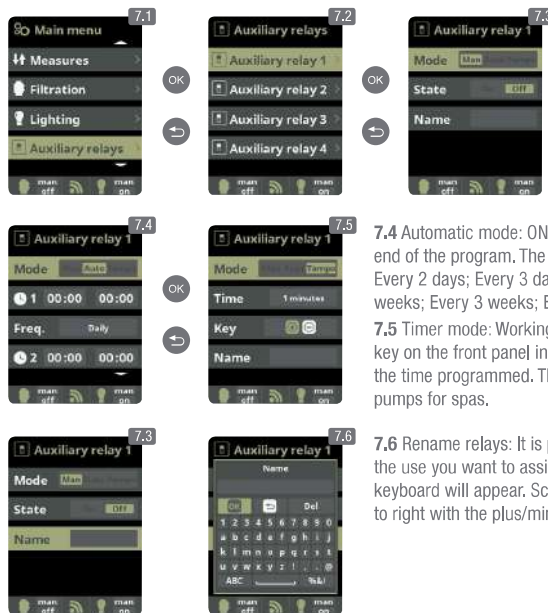 7.1
Main menu
Measures
Filtration
Lighting
Auxiliary relays
man off
man on
OK
7.2
Auxiliary relays
Auxiliary relay 1
Auxiliary relay 2
Auxiliary relay 3
Auxiliary relay 4
man off
man on
OK
7.3
Auxiliary relay 1
Mode Man
State Off
Name
man off
man on
7.4
Auxiliary relay 1
Mode Auto
1 00:00 00:00
Freq. Daily
2 00:00 00:00
man off
man on
OK
7.5
Auxiliary relay 1
Mode Tempo
Time 1 minutes
Key
Name
man off
man on
7.4 Automatic mode: ON
end of the program. The
Every 2 days; Every 3 da
weeks; Every 3 weeks; E
7.5 Timer mode: Working
key on the front panel in
the time programmed. Th
pumps for spas.
7.3
Auxiliary relay 1
Mode Man
State Off
Name
man off
man on
7.6
Auxiliary relay 1
Name
OK Del
1 2 3 4 5 6 7 8 9 0
a b c d e f g h i j
k l m n o p q r s t
u v w x y z ! , . @
ABC %&!
man off
man on
7.6 Rename relays: It is p
the use you want to assi
keyboard will appear. Sc
to right with the plus/min